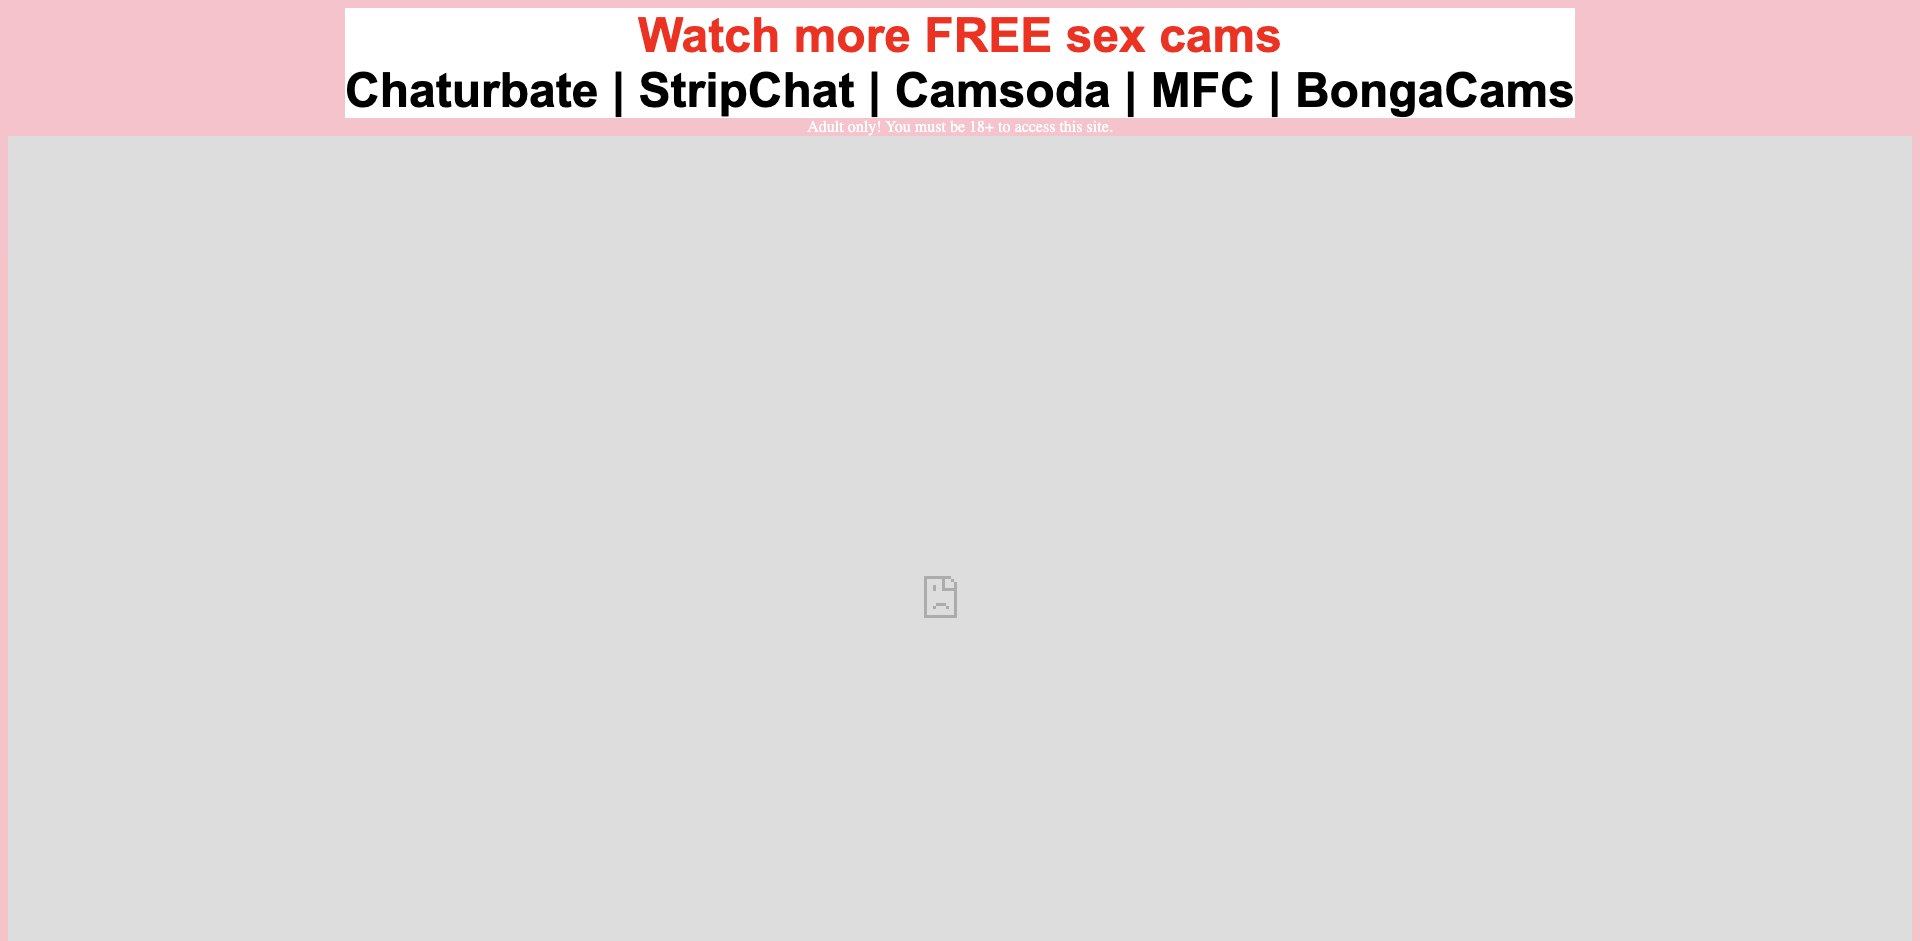 Watch more FREE sex cams
Chaturbate | StripChat | Camsoda | MFC | BongaCams
Adult only! You must be 18+ to access this site.